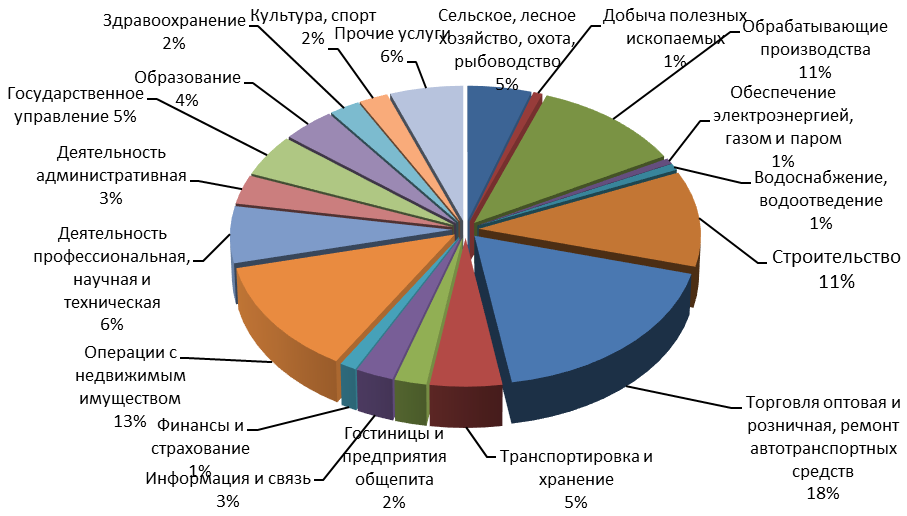 Здравоохранение
2%
Культура, спорт
2%
Прочие услуги
6%
Сельское, лесное
хозяйство, охота,
рыбоводство
5%
Добыча полезных
ископаемых
1%
Обрабатывающие
производства
11%
Обеспечение
электроэнергией,
газом и паром
1%
Водоснабжение,
водоотведение
1%
Строительство
11%
Торговля оптовая и
розничная, ремонт
автотранспортных
средств
18%
Транспортировка и
хранение
5%
Гостиницы и
предприятия
общепита
2%
Информация и связь
3%
Финансы и
страхование
1%
Операции с
недвижимым
имуществом
13%
Деятельность
профессиональная,
научная и
техническая
6%
Деятельность
административная
3%
Государственное
управление 5%
Образование
4%